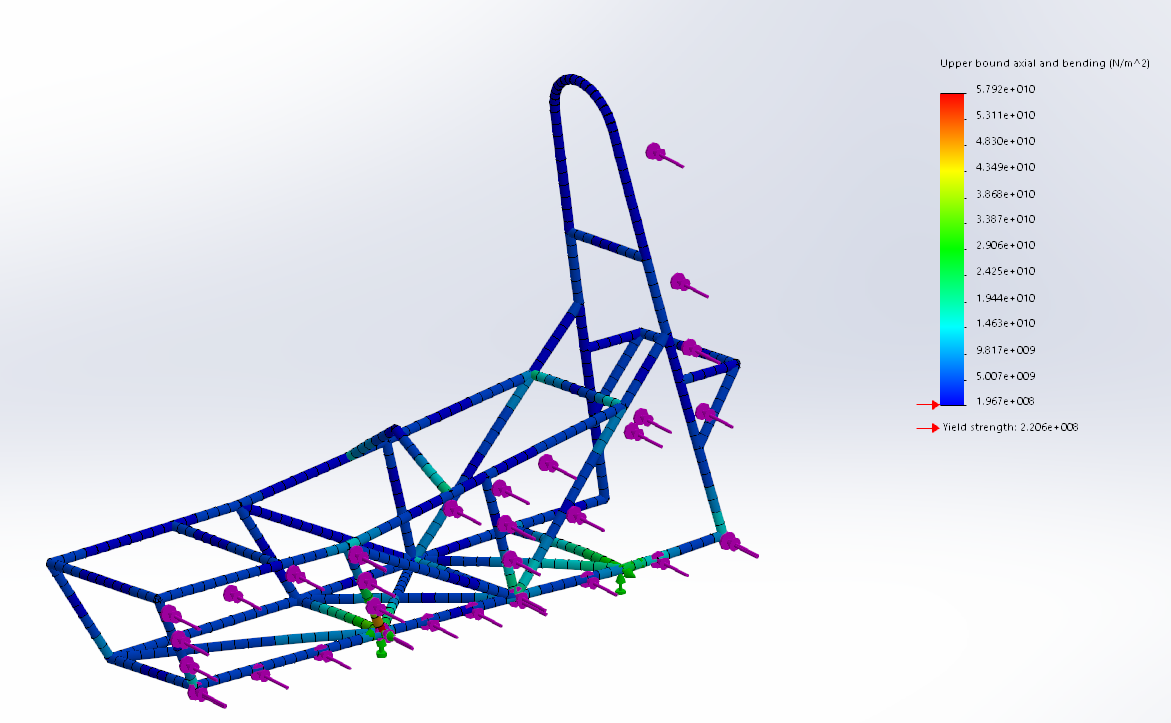 Upper bound axial and bending (N/m^2)
5.792e+010
5.311e+010
4.830e+010
4.349e+010
3.868e+010
3.387e+010
2.906e+010
2.425e+010
1.944e+010
1.463e+010
9.817e+009
5.007e+009
1.967e+008
Yield strength: 2.206e+008